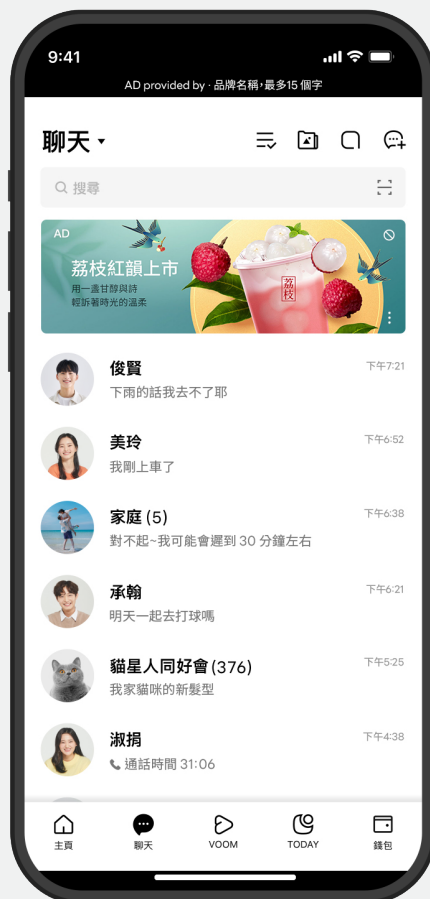 9:41
AD provided by · 品牌名稱,最多15 個字
聊天
搜尋
AD
荔枝紅韻上市
用一盞甘醇與詩
輕訴著時光的溫柔
荔枝
俊賢
下午7:21
下雨的話我去不了耶
美玲
下午6:52
我剛上車了
家庭 (5)
下午6:38
對不起~我可能會遲到 30 分鐘左右
承翰
下午6:21
明天一起去打球嗎
貓星人同好會 (376)
下午5:25
我家貓咪的新髮型
淑捐
下午4:38
通話時間 31:06
主頁
聊天
VOOM
TODAY
錢包